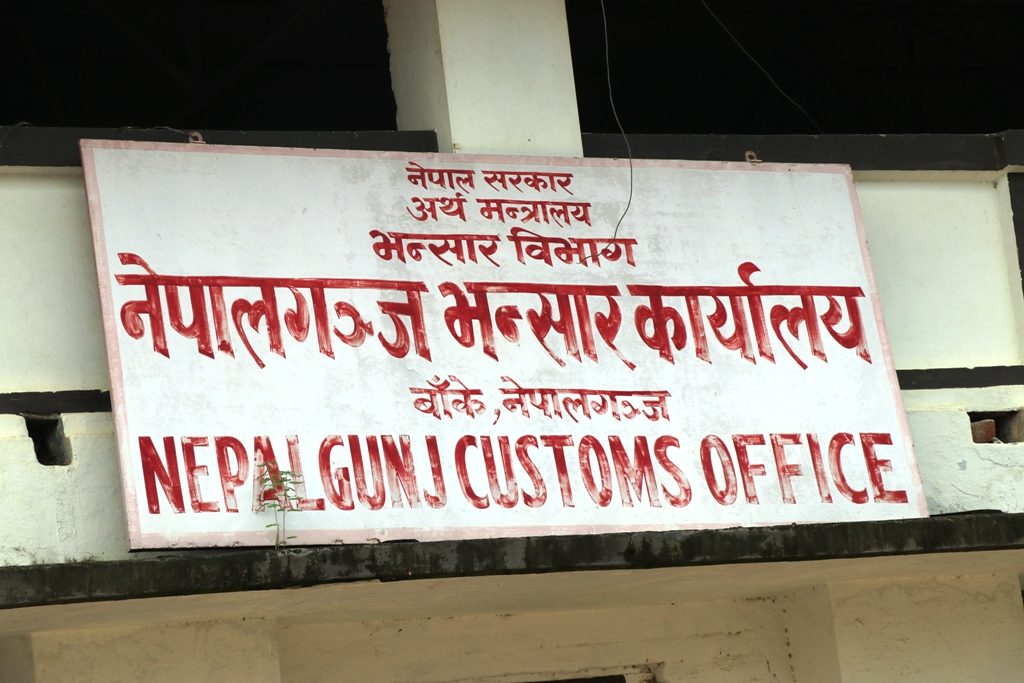 नेपाल सरकार
अर्थ मन्त्रालय
भन्सार विभाग
नेपालगञ्ज भन्सार कार्यालय
बाँके, नेपालगञ्ज
NEPALGUNJ CUSTOMS OFFICE